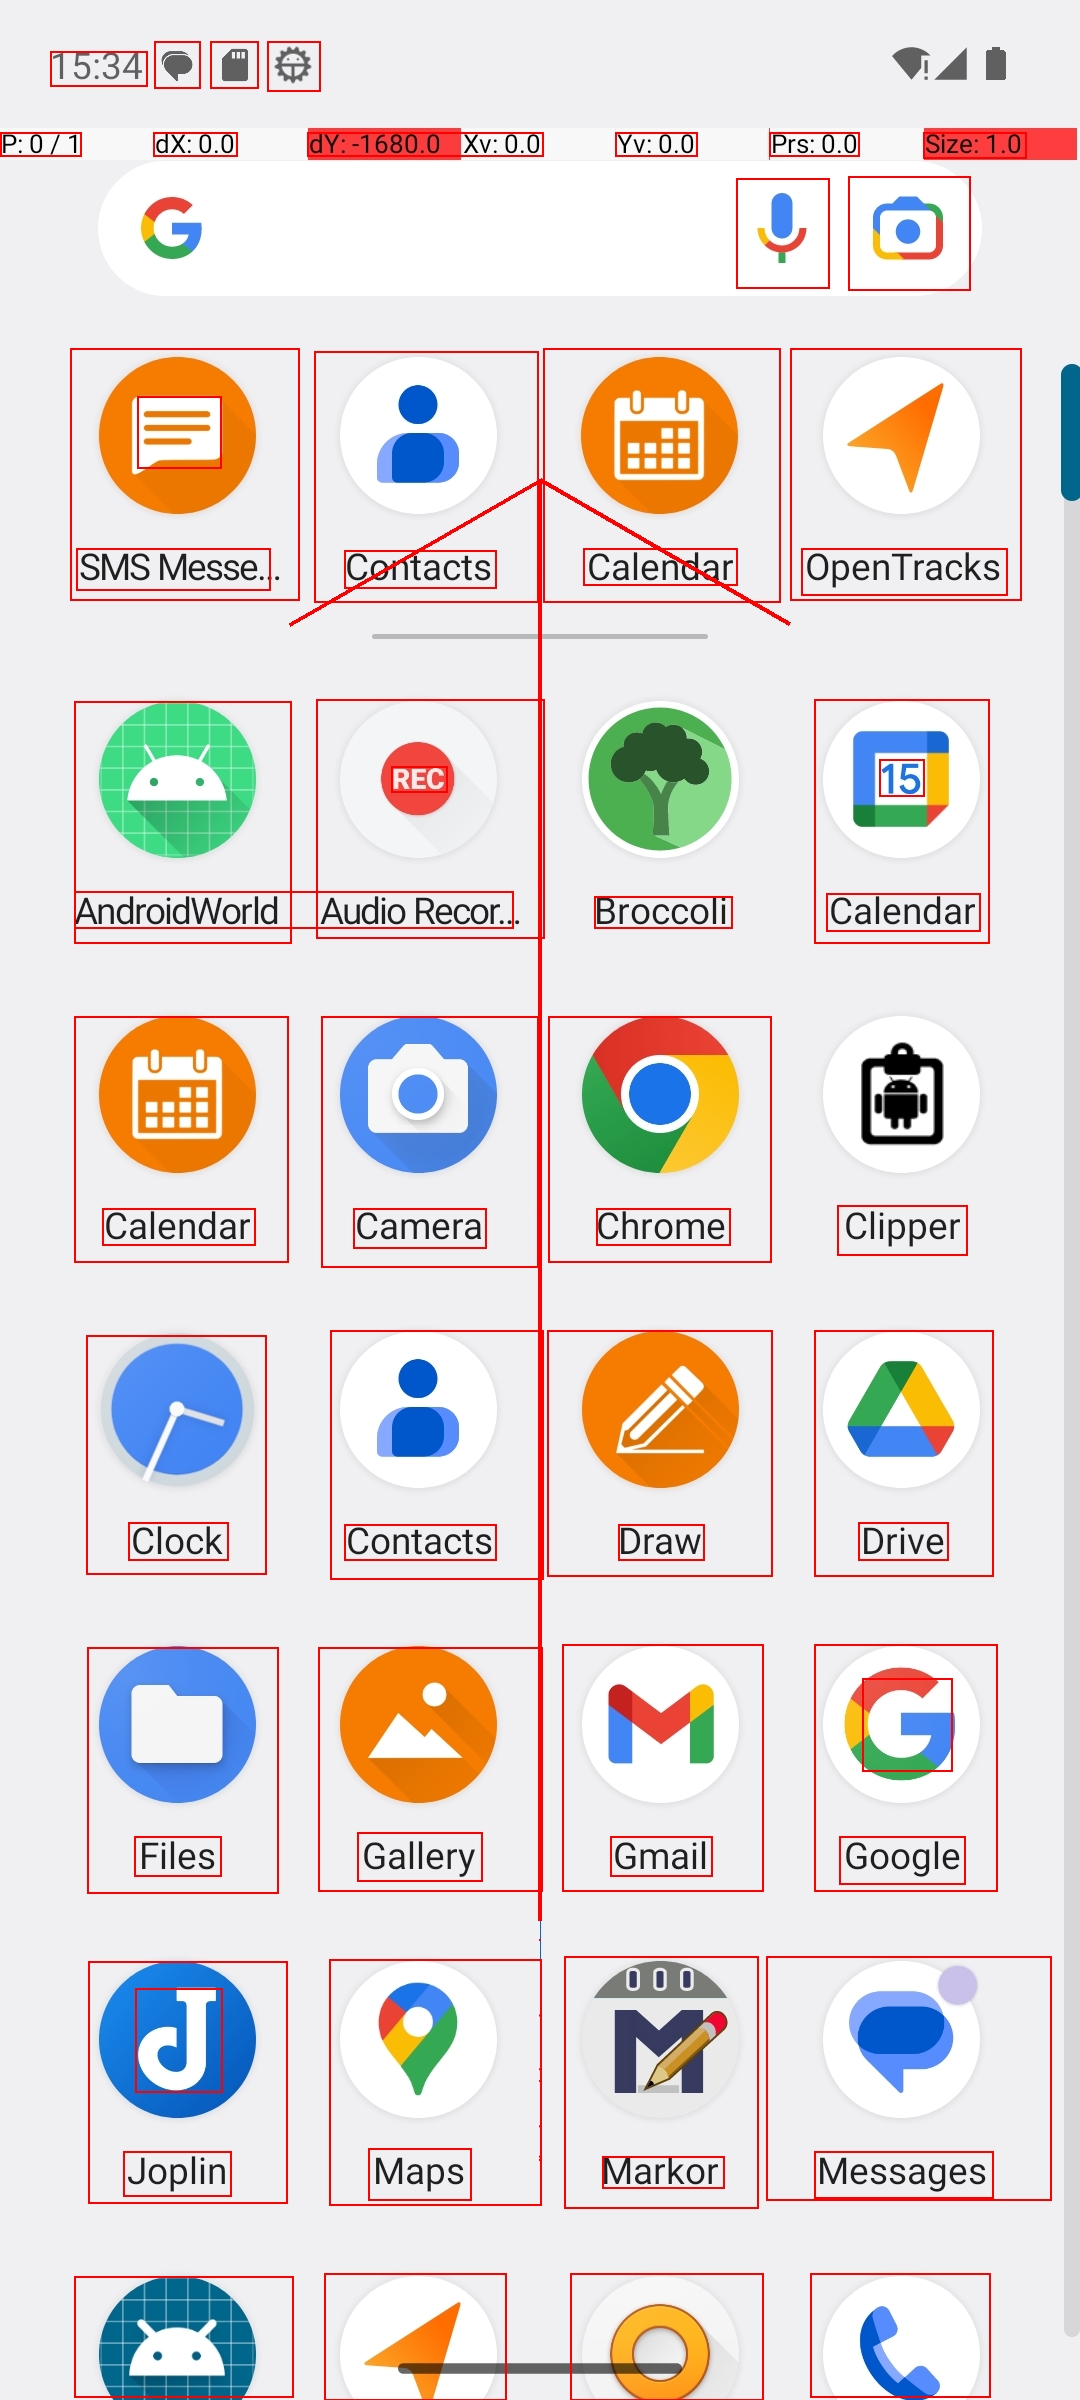 15:34
P: 0 / 1 dX: 0.0 dY: -1680.0 Xv: 0.0 Yv: 0.0 Prs: 0.0 Size: 1.0
SMS Messe... Contacts Calendar OpenTracks
REC 15
AndroidWorld Audio Recor... Broccoli Calendar
Calendar Camera Chrome Clipper
Clock Contacts Draw Drive
Files Gallery Gmail Google
Joplin Maps Markor Messages